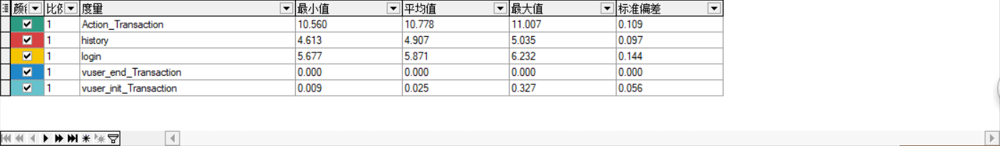 颜 比例 度量 最小值 平均值 最大值 标准偏差
1 Action_Transaction 10.560 10.778 11.007 0.109
1 history 4.613 4.907 5.035 0.097
1 login 5.677 5.871 6.232 0.144
1 vuser_end_Transaction 0.000 0.000 0.000 0.000
1 vuser_init_Transaction 0.009 0.025 0.327 0.056